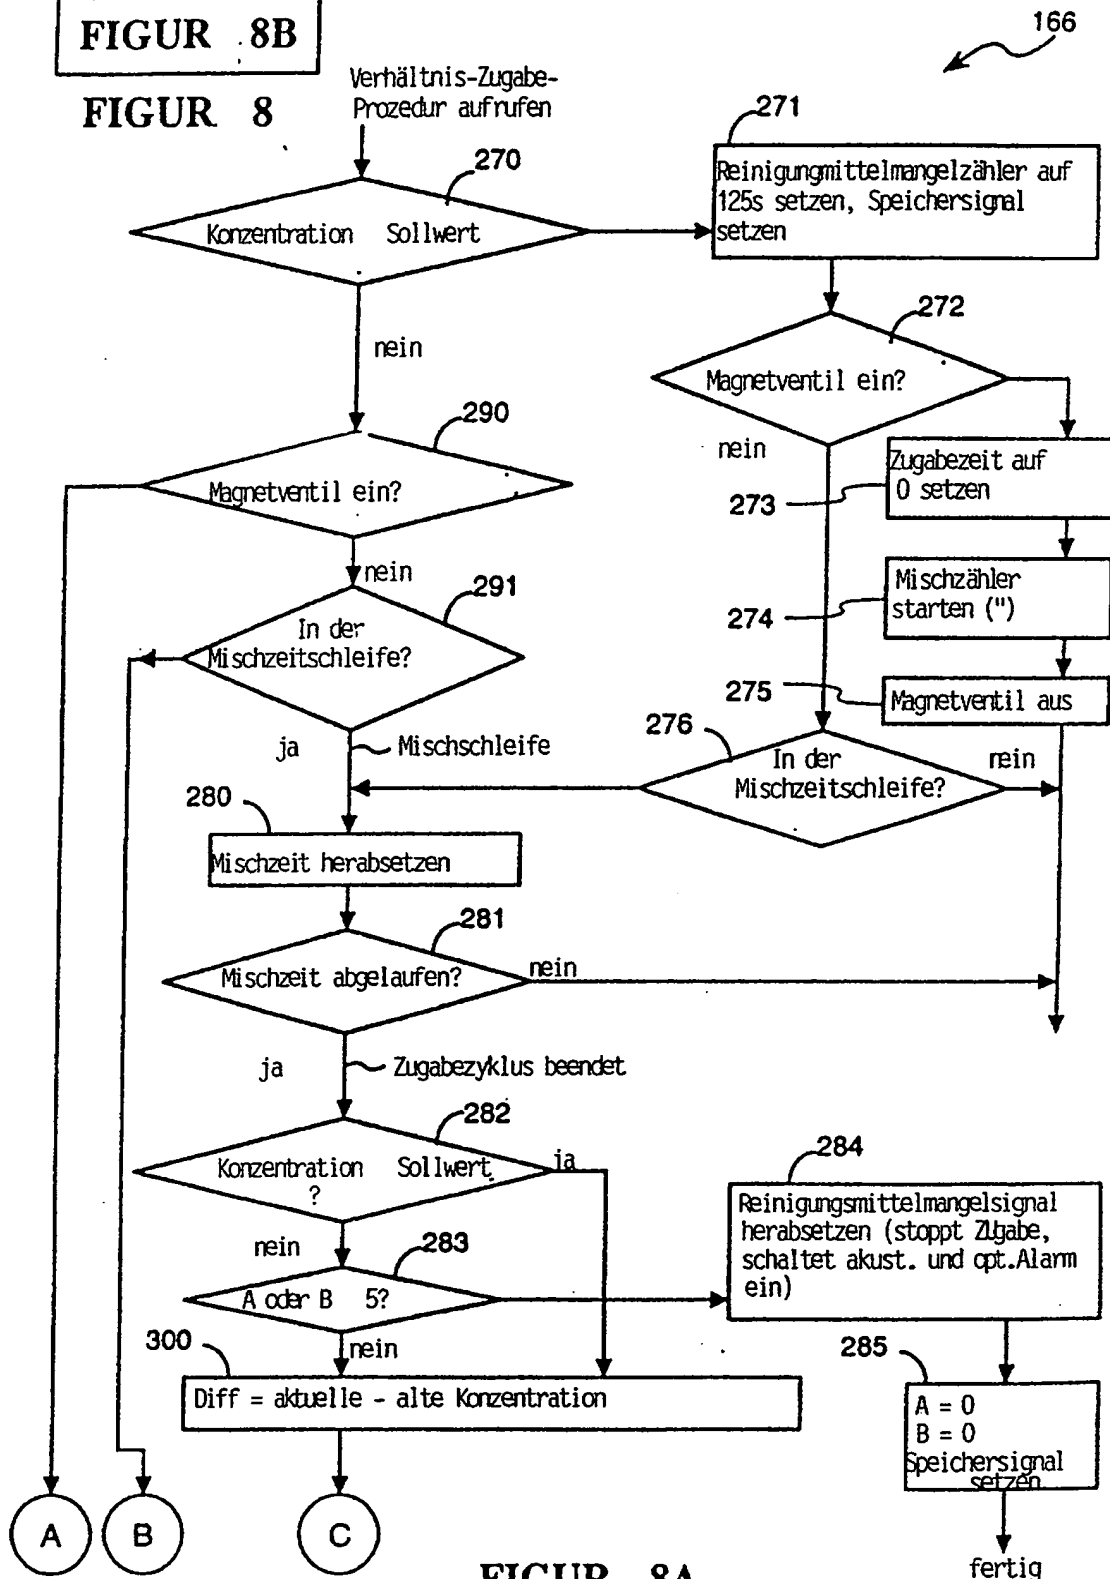 FIGUR 8B
FIGUR 8
166
Verhältnis-Zugabe-
Prozedur aufrufen
270
Konzentration Sollwert
nein
271
Reinigungmittelmangelzähler auf
125s setzen, Speichersignal
setzen
272
Magnetventil ein?
nein
273
Zugabezeit auf
0 setzen
274
Mischzähler
starten (")
275
Magnetventil aus
276
In der
Mischzeitschleife?
nein
290
Magnetventil ein?
nein
291
In der
Mischzeitschleife?
ja
Mischschleife
280
Mischzeit herabsetzen
281
Mischzeit abgelaufen?
nein
ja
Zugabezyklus beendet
282
Konzentration Sollwert
?
ja
nein
283
A oder B 5?
nein
284
Reinigungsmittelmangelsignal
herabsetzen (stoppt Zugabe,
schaltet akust. und opt.Alarm
ein)
285
A = 0
B = 0
Speichersignal
setzen
fertig
300
Diff = aktuelle - alte Konzentration
A
B
C
FIGUR 8A